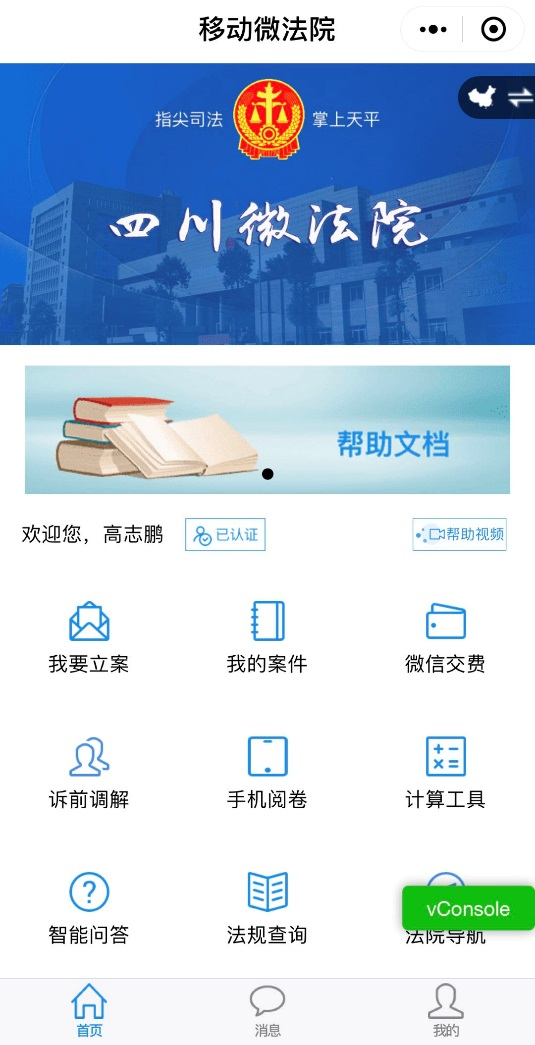 移动微法院
指尖司法
掌上天平
四川微法院
帮助文档
欢迎您，高志鹏
已认证
帮助视频
我要立案
我的案件
微信交费
诉前调解
手机阅卷
计算工具
智能问答
法规查询
法院导航
vConsole
首页
消息
我的